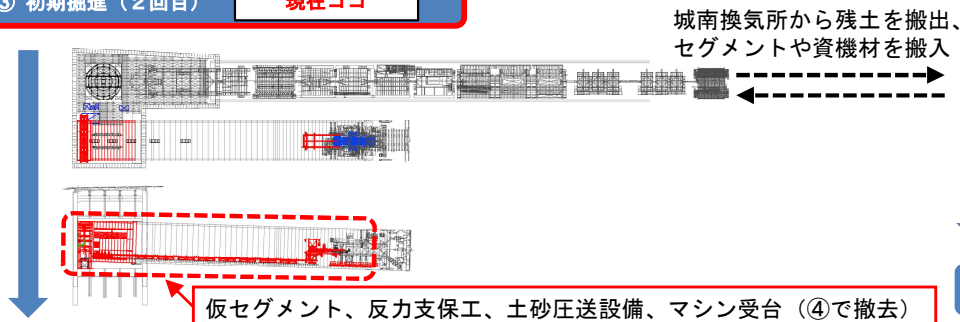 ③ 初期掘進（２回目）
現在ココ
城南換気所から残土を搬出、
セグメントや資機材を搬入
仮セグメント、反力支保工、土砂圧送設備、マシン受台（④で撤去）